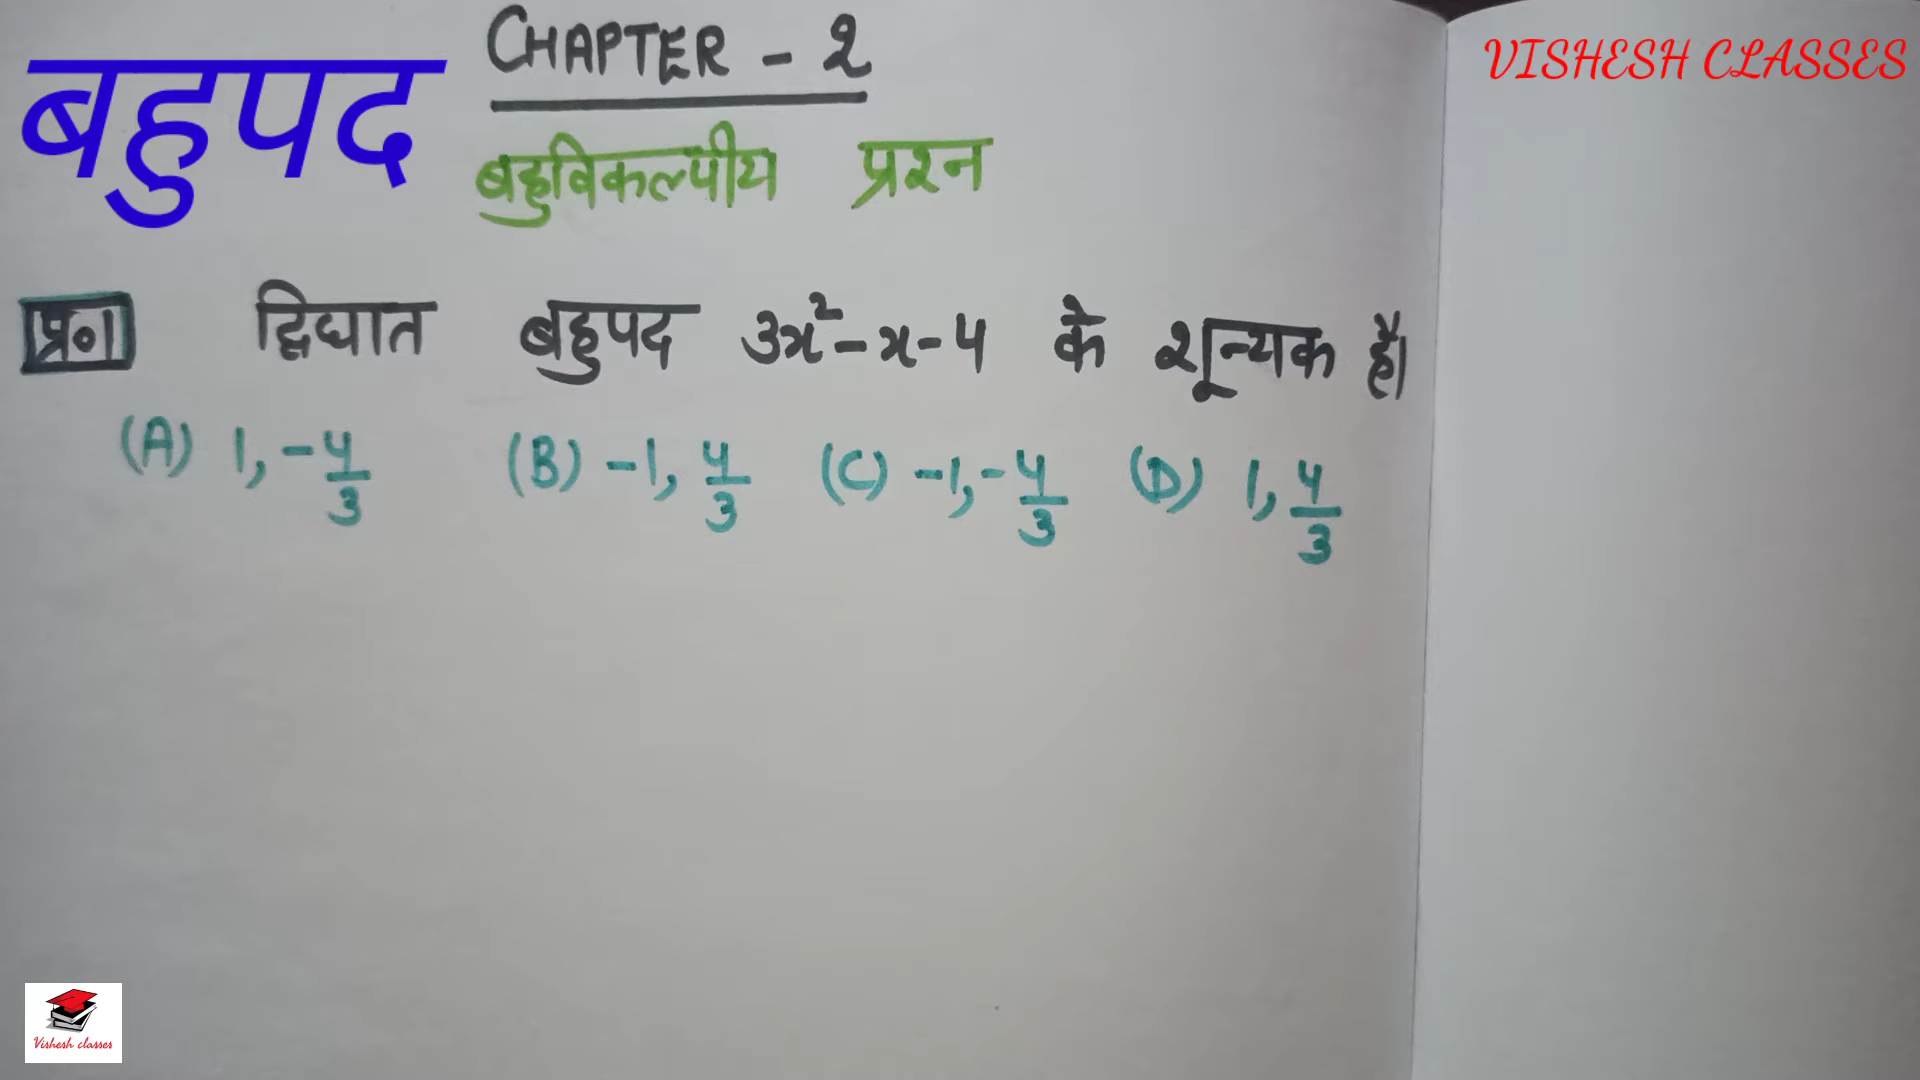 बहुपद
CHAPTER - 2
VISHESH CLASSES
बहुविकल्पीय प्रश्न
प्र०1 द्विघात बहुपद 3x²-x-4 के शून्यक है।
(A) 1, -4/3 (B) -1, 4/3 (C) -1, -4/3 (D) 1, 4/3
Vishesh classes